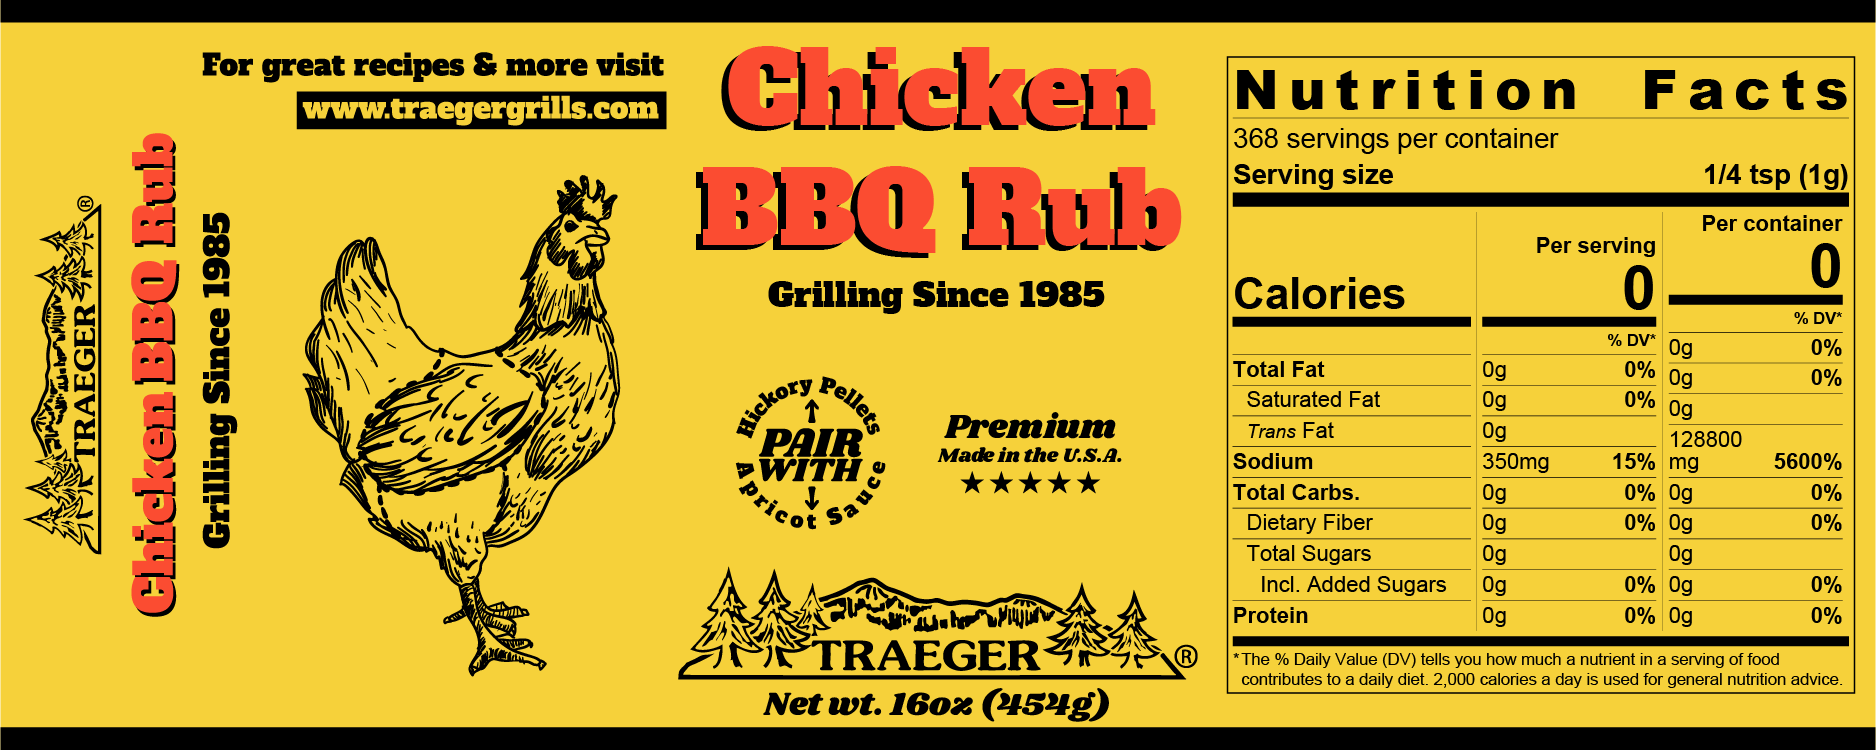 For great recipes & more visit
www.traegergrills.com
TRAEGER®
Chicken BBQ Rub
Grilling Since 1985
Chicken
BBQ Rub
Grilling Since 1985
Hickory Pellets
PAIR
WITH
Apricot Sauce
Premium
Made in the U.S.A.
★★★★★
TRAEGER®
Net wt. 16oz (454g)
Nutrition Facts
368 servings per container
Serving size 1/4 tsp (1g)
Per serving Per container
Calories 0 0
% DV* % DV*
Total Fat 0g 0% 0g 0%
Saturated Fat 0g 0% 0g 0%
Trans Fat 0g 0g
Sodium 350mg 15% 128800 mg 5600%
Total Carbs. 0g 0% 0g 0%
Dietary Fiber 0g 0% 0g 0%
Total Sugars 0g 0g
Incl. Added Sugars 0g 0% 0g 0%
Protein 0g 0% 0g 0%
*The % Daily Value (DV) tells you how much a nutrient in a serving of food
contributes to a daily diet. 2,000 calories a day is used for general nutrition advice.